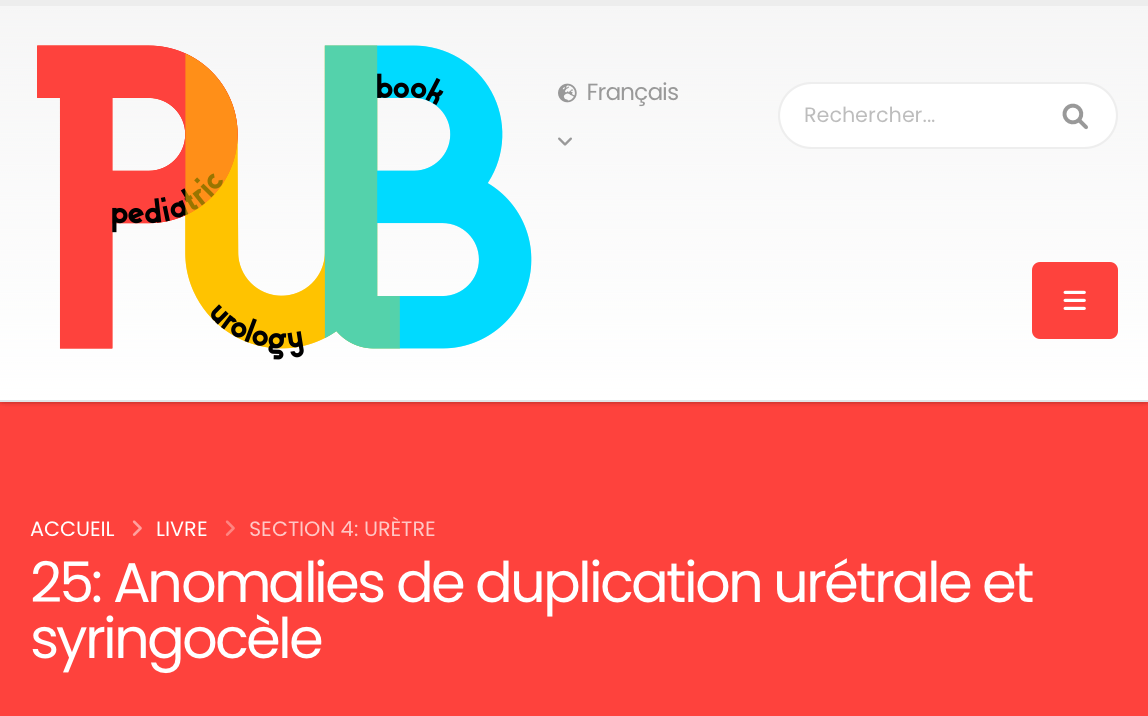 PUB
pediatric
urology
book
Français
Rechercher...
ACCUEIL > LIVRE > SECTION 4: URÈTRE
25: Anomalies de duplication urétrale et
syringocèle